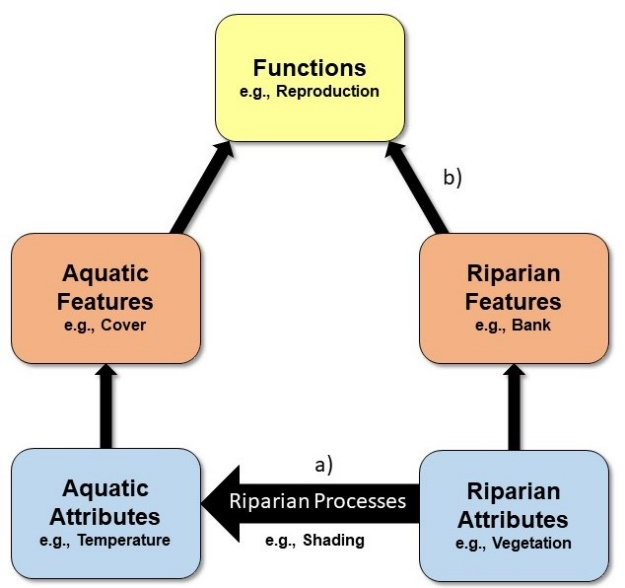 Functions
e.g., Reproduction
b)
Aquatic
Features
e.g., Cover
Riparian
Features
e.g., Bank
a)
Aquatic
Attributes
e.g., Temperature
Riparian Processes
e.g., Shading
Riparian
Attributes
e.g., Vegetation